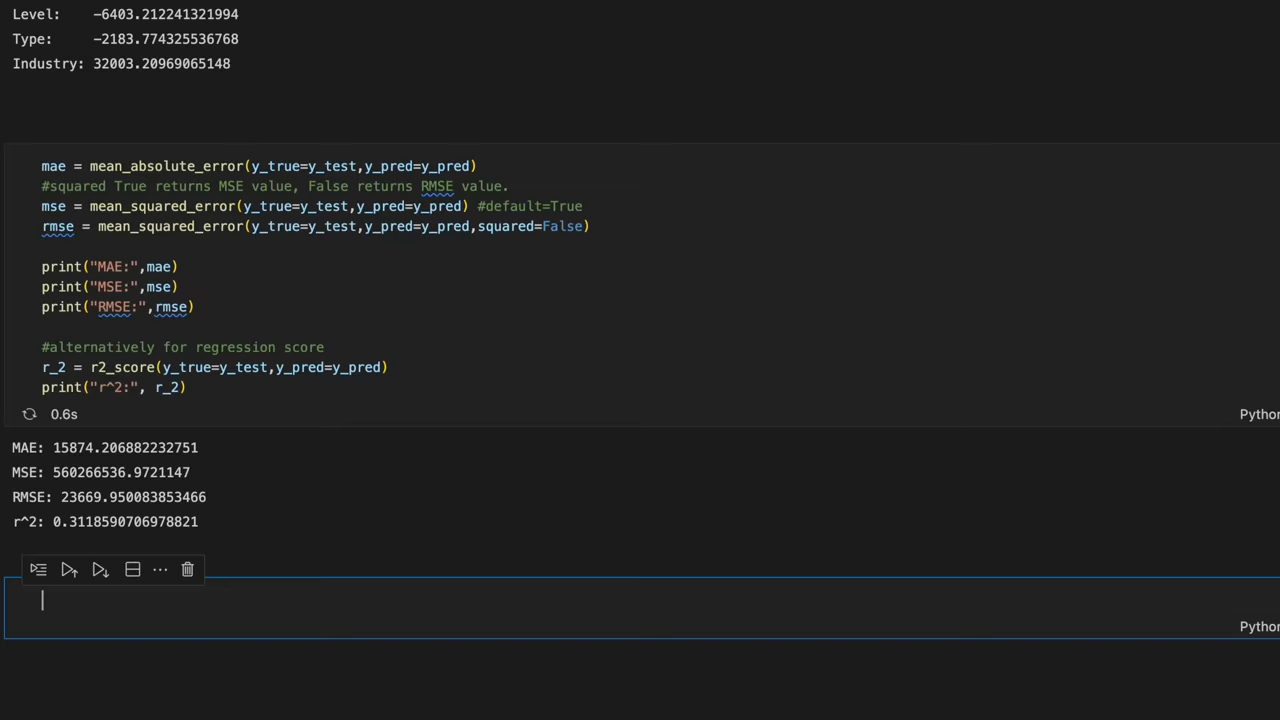 Level:    -6403.212241321994
Type:     -2183.774325536768
Industry: 32003.20969065148
mae = mean_absolute_error(y_true=y_test,y_pred=y_pred)
#squared True returns MSE value, False returns RMSE value.
mse = mean_squared_error(y_true=y_test,y_pred=y_pred) #default=True
rmse = mean_squared_error(y_true=y_test,y_pred=y_pred,squared=False)
print("MAE:",mae)
print("MSE:",mse)
print("RMSE:",rmse)
#alternatively for regression score
r_2 = r2_score(y_true=y_test,y_pred=y_pred)
print("r^2:", r_2)
0.6s
Python
MAE: 15874.206882232751
MSE: 560266536.9721147
RMSE: 23669.950083853466
r^2: 0.3118590706978821
Python